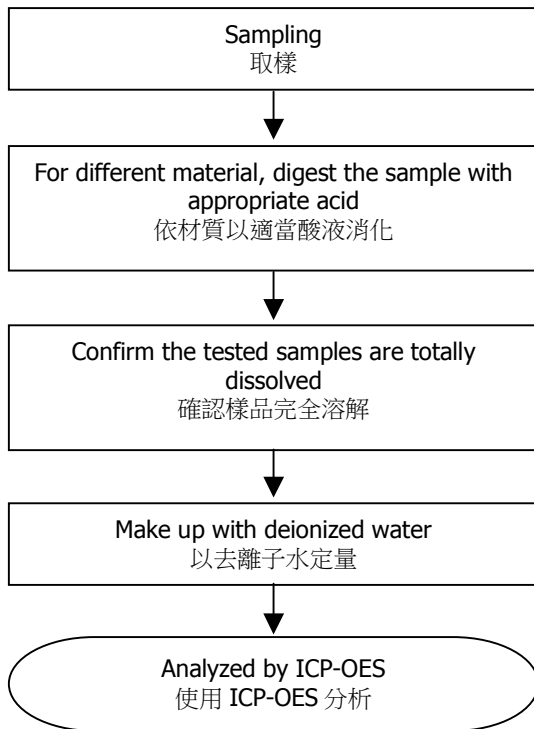 Sampling
取樣
For different material, digest the sample with
appropriate acid
依材質以適當酸液消化
Confirm the tested samples are totally
dissolved
確認樣品完全溶解
Make up with deionized water
以去離子水定量
Analyzed by ICP-OES
使用 ICP-OES 分析